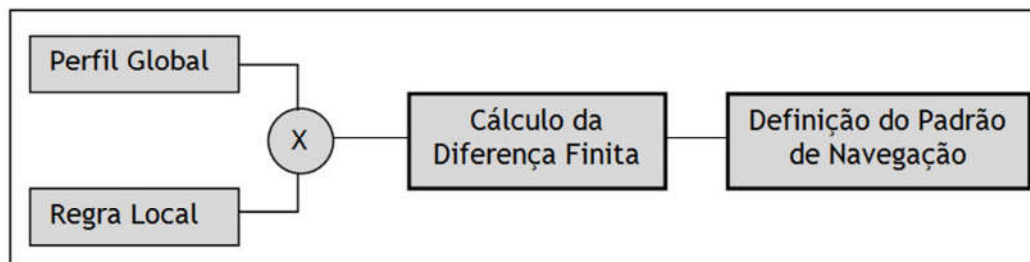 Perfil Global
Regra Local
X
Cálculo da
Diferença Finita
Definição do Padrão
de Navegação